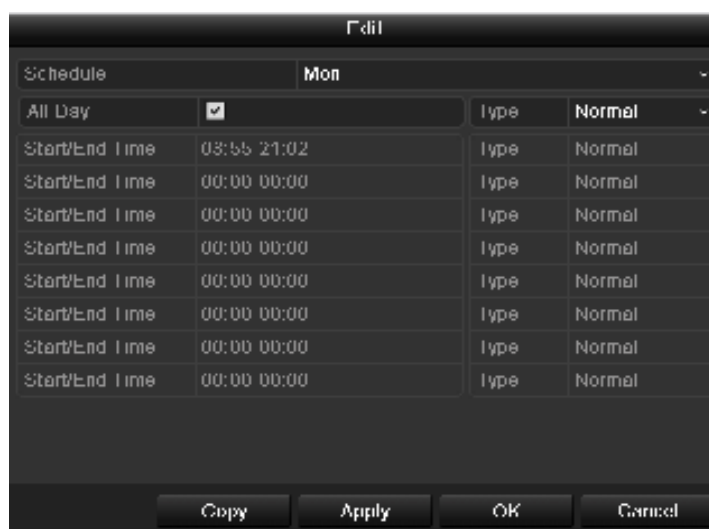 Edit
Schedule Mon
All Day Type Normal
Start/End Time 03:55-21:02 Type Normal
Start/End Time 00:00-00:00 Type Normal
Start/End Time 00:00-00:00 Type Normal
Start/End Time 00:00-00:00 Type Normal
Start/End Time 00:00-00:00 Type Normal
Start/End Time 00:00-00:00 Type Normal
Start/End Time 00:00-00:00 Type Normal
Start/End Time 00:00-00:00 Type Normal
Copy Apply OK Cancel